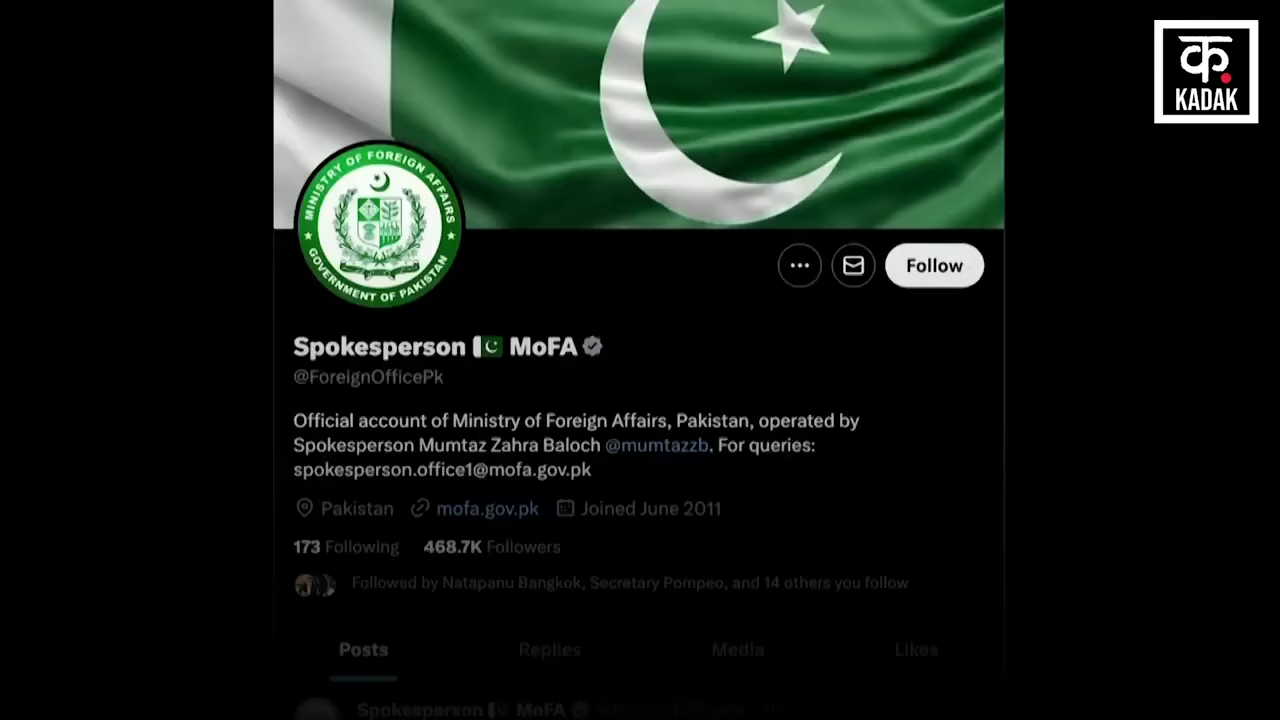 क
KADAK
MINISTRY OF FOREIGN AFFAIRS
GOVERNMENT OF PAKISTAN
Follow
Spokesperson 🇵🇰 MoFA
@ForeignOfficePk
Official account of Ministry of Foreign Affairs, Pakistan, operated by
Spokesperson Mumtaz Zahra Baloch @mumtazzb. For queries:
spokesperson.office1@mofa.gov.pk
Pakistan mofa.gov.pk Joined June 2011
173 Following 468.7K Followers
Followed by Natapanu Bangkok, Secretary Pompeo, and 14 others you follow
Posts Replies Media Likes
Spokesperson 🇵🇰 MoFA